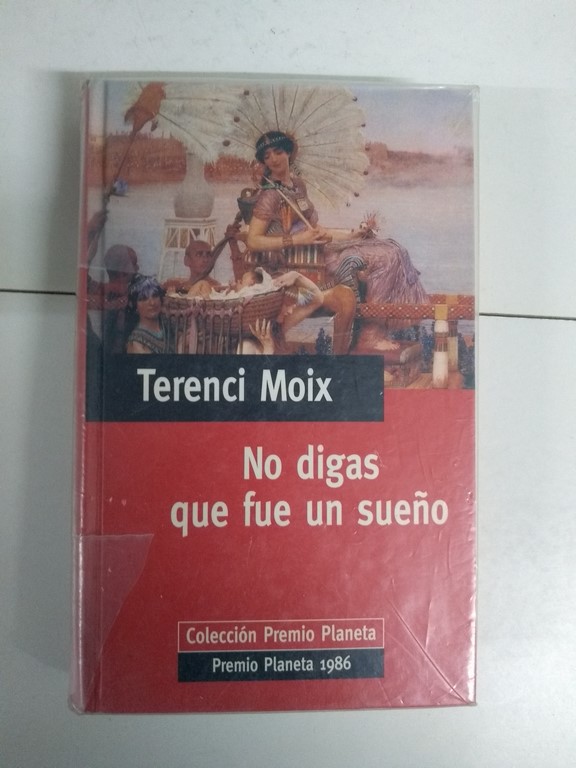 Terenci Moix
No digas
que fue un sueño
Colección Premio Planeta
Premio Planeta 1986